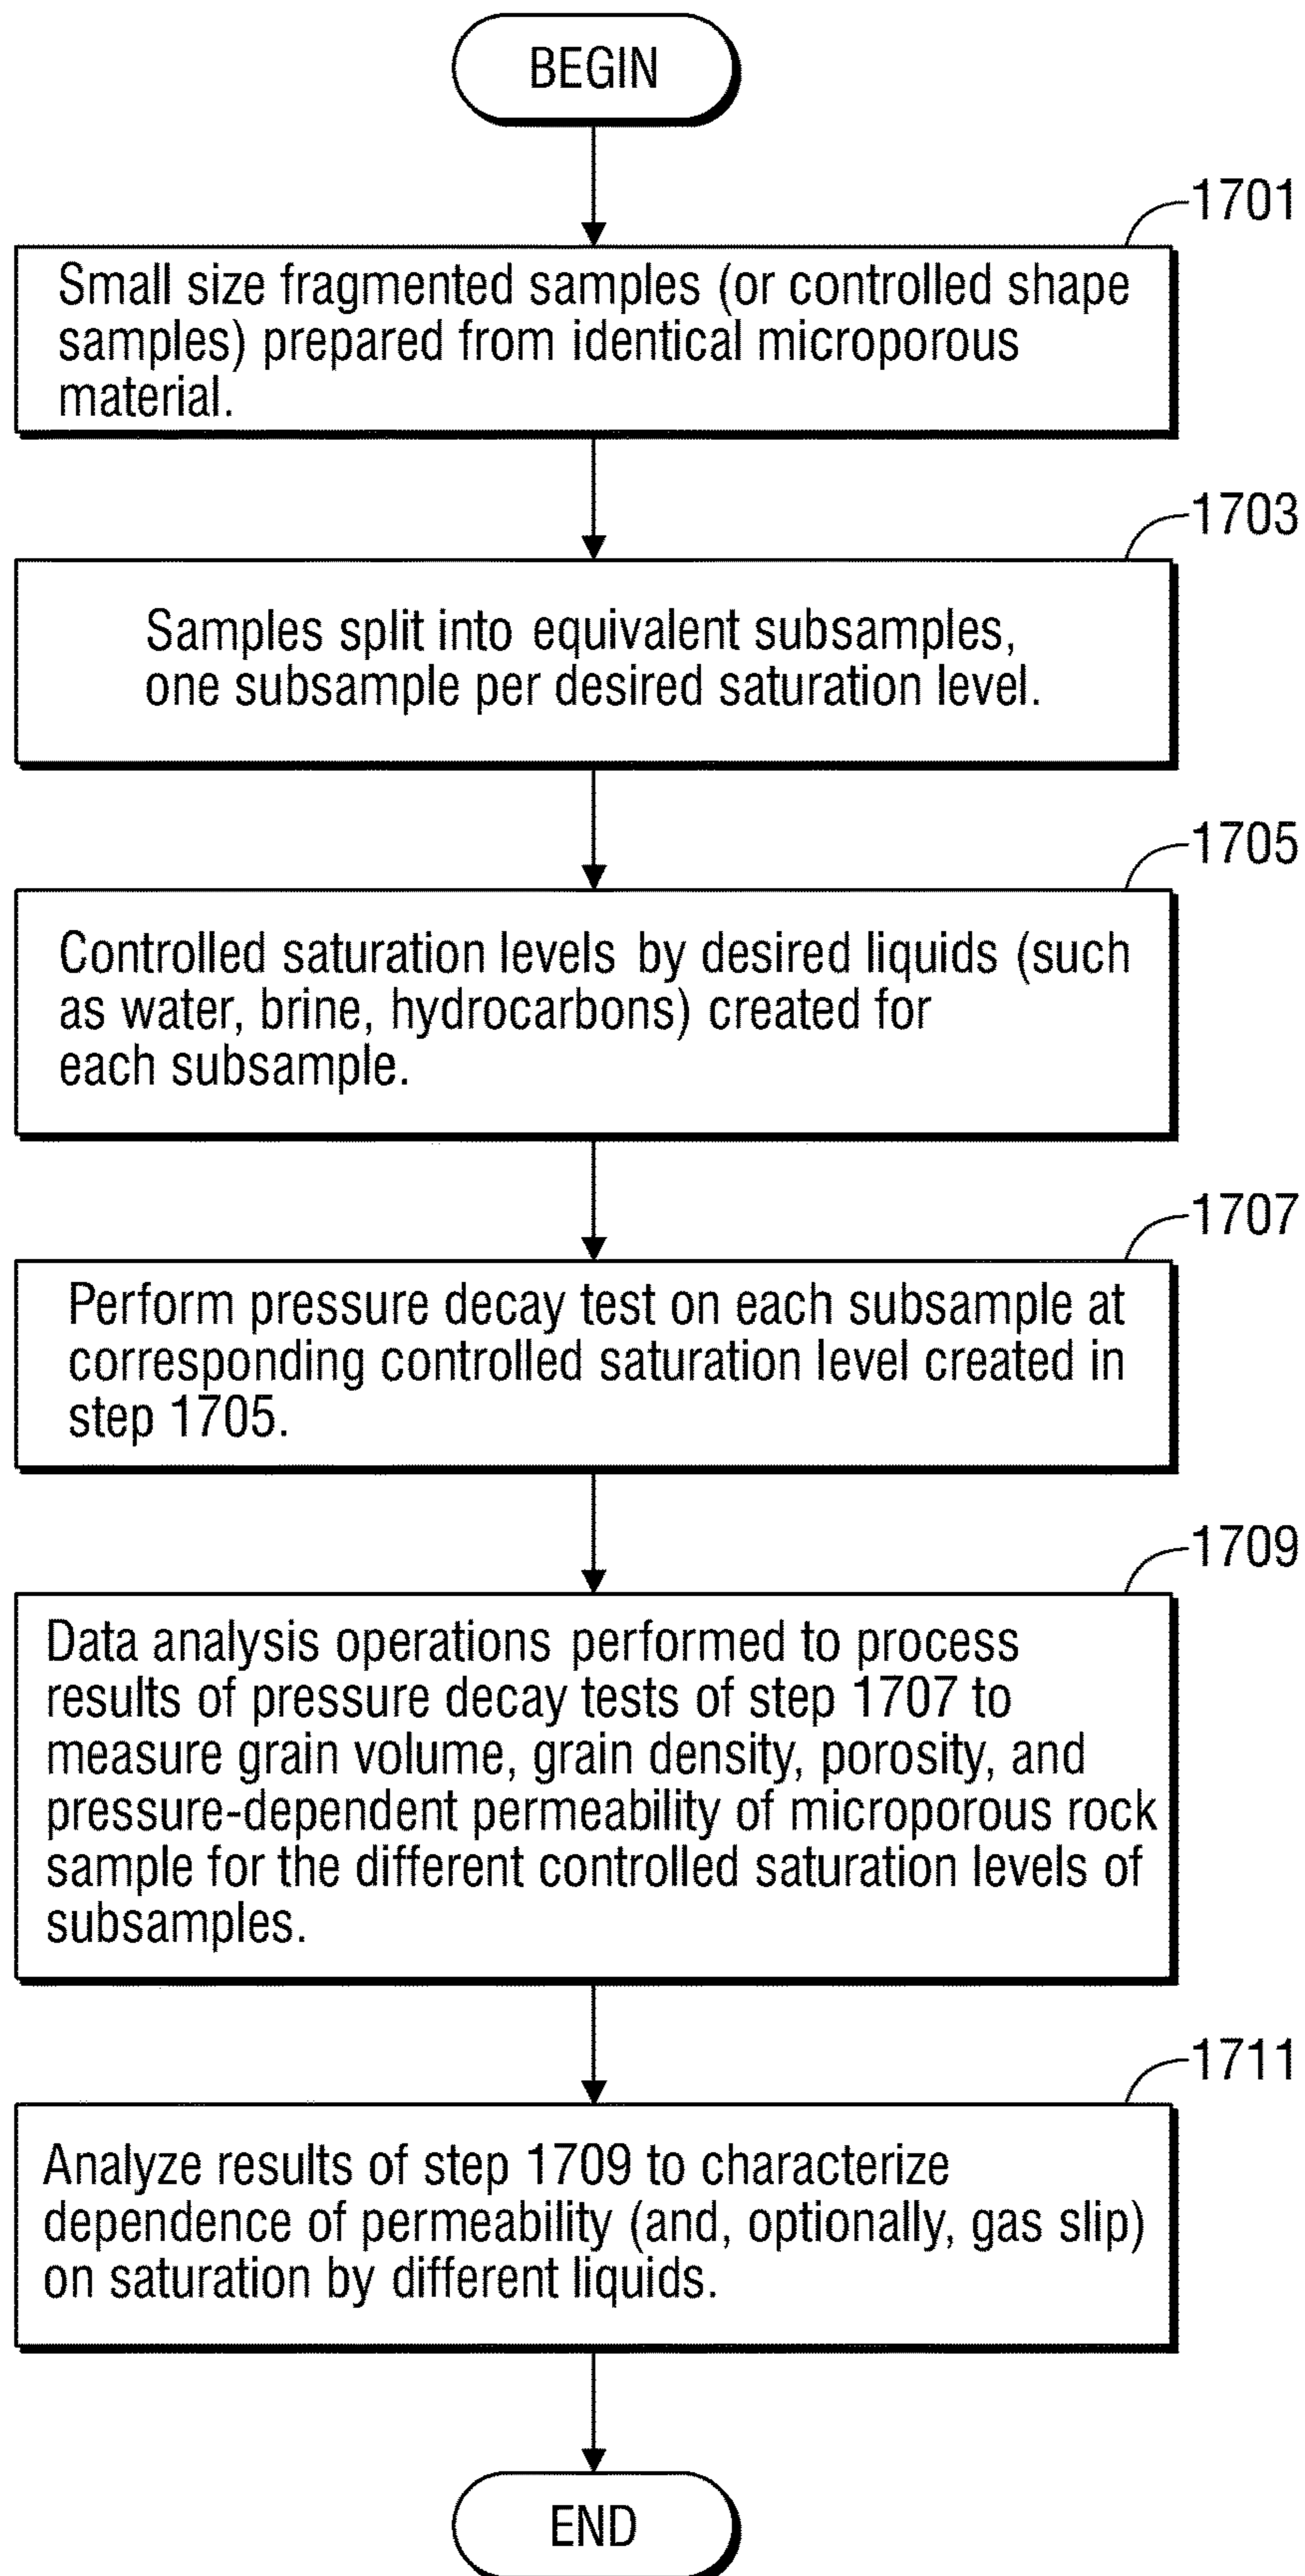 BEGIN
1701
Small size fragmented samples (or controlled shape
samples) prepared from identical microporous
material.
1703
Samples split into equivalent subsamples,
one subsample per desired saturation level.
1705
Controlled saturation levels by desired liquids (such
as water, brine, hydrocarbons) created for
each subsample.
1707
Perform pressure decay test on each subsample at
corresponding controlled saturation level created in
step 1705.
1709
Data analysis operations performed to process
results of pressure decay tests of step 1707 to
measure grain volume, grain density, porosity, and
pressure-dependent permeability of microporous rock
sample for the different controlled saturation levels of
subsamples.
1711
Analyze results of step 1709 to characterize
dependence of permeability (and, optionally, gas slip)
on saturation by different liquids.
END